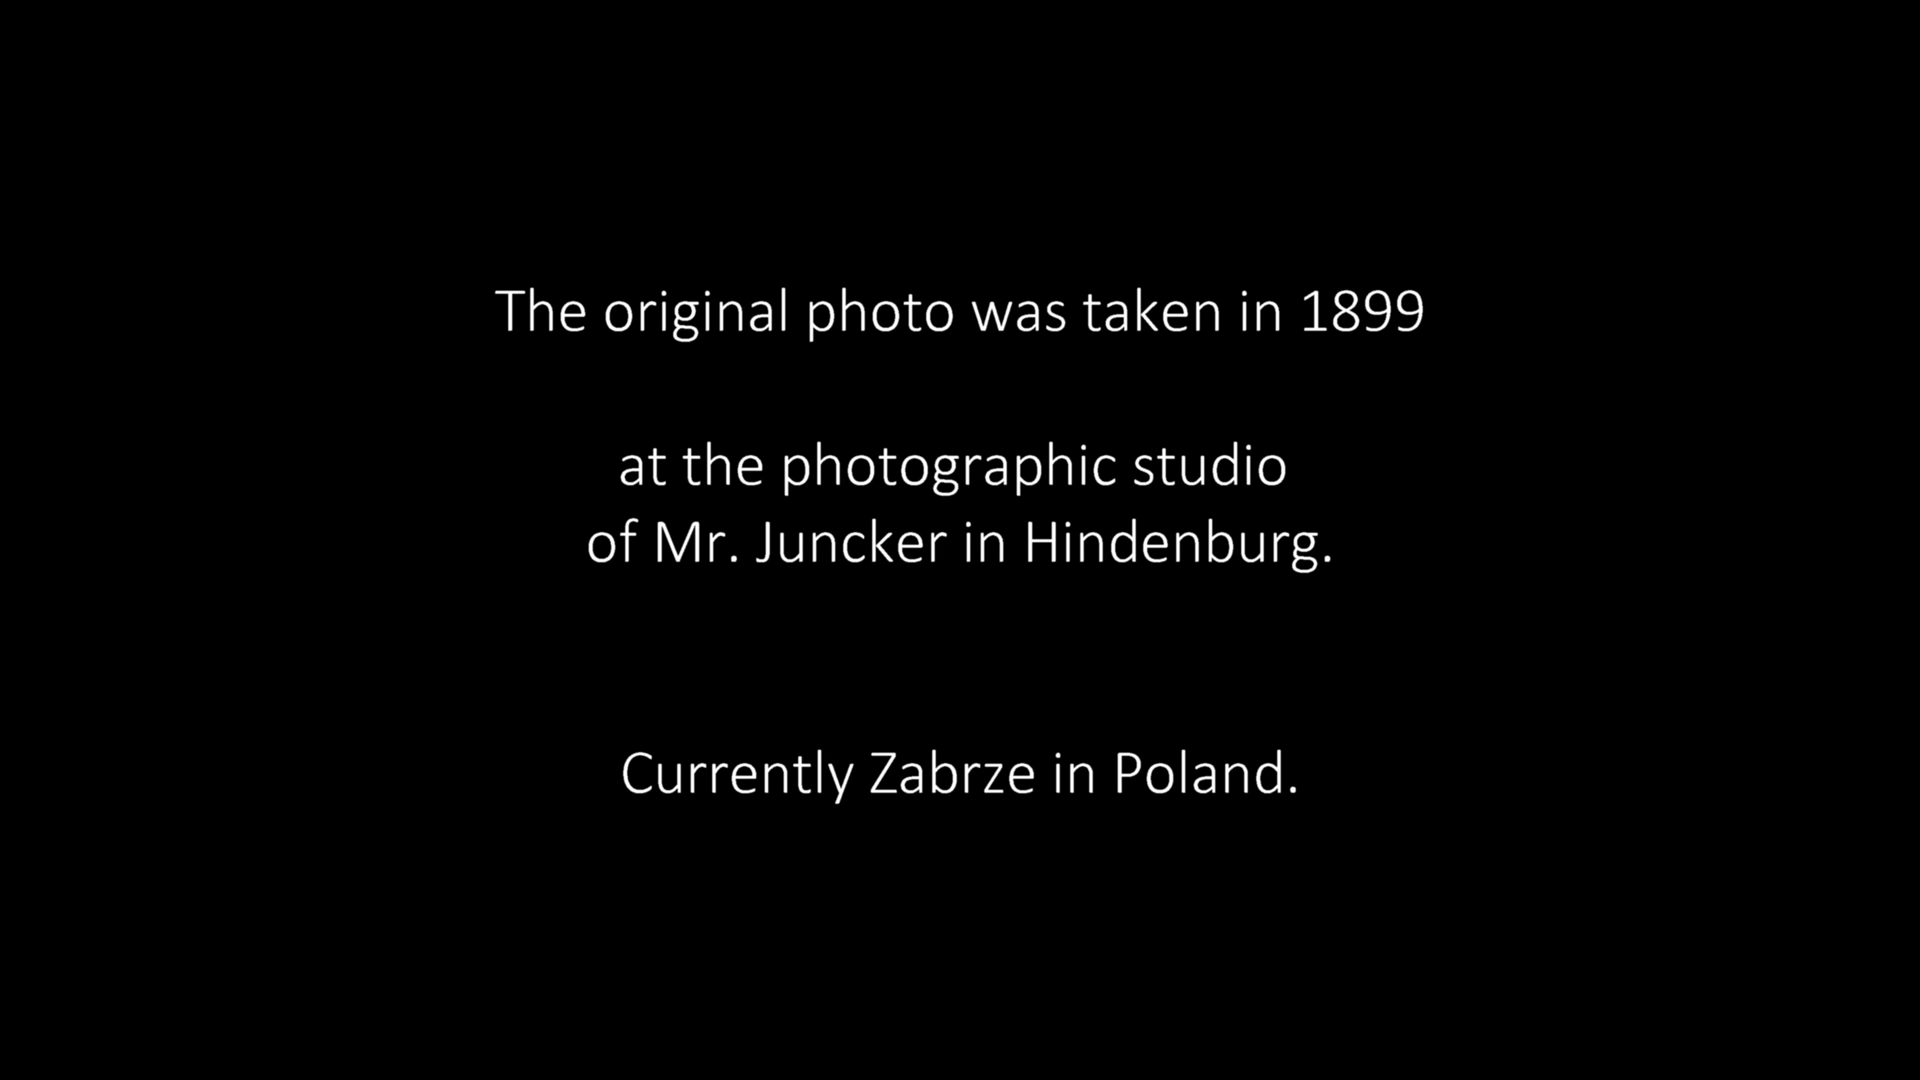 The original photo was taken in 1899
at the photographic studio
of Mr. Juncker in Hindenburg.
Currently Zabrze in Poland.